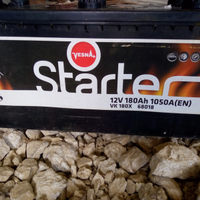 VESNA
Starter
12V 180Ah 1050A(EN)
VK 180X 68018